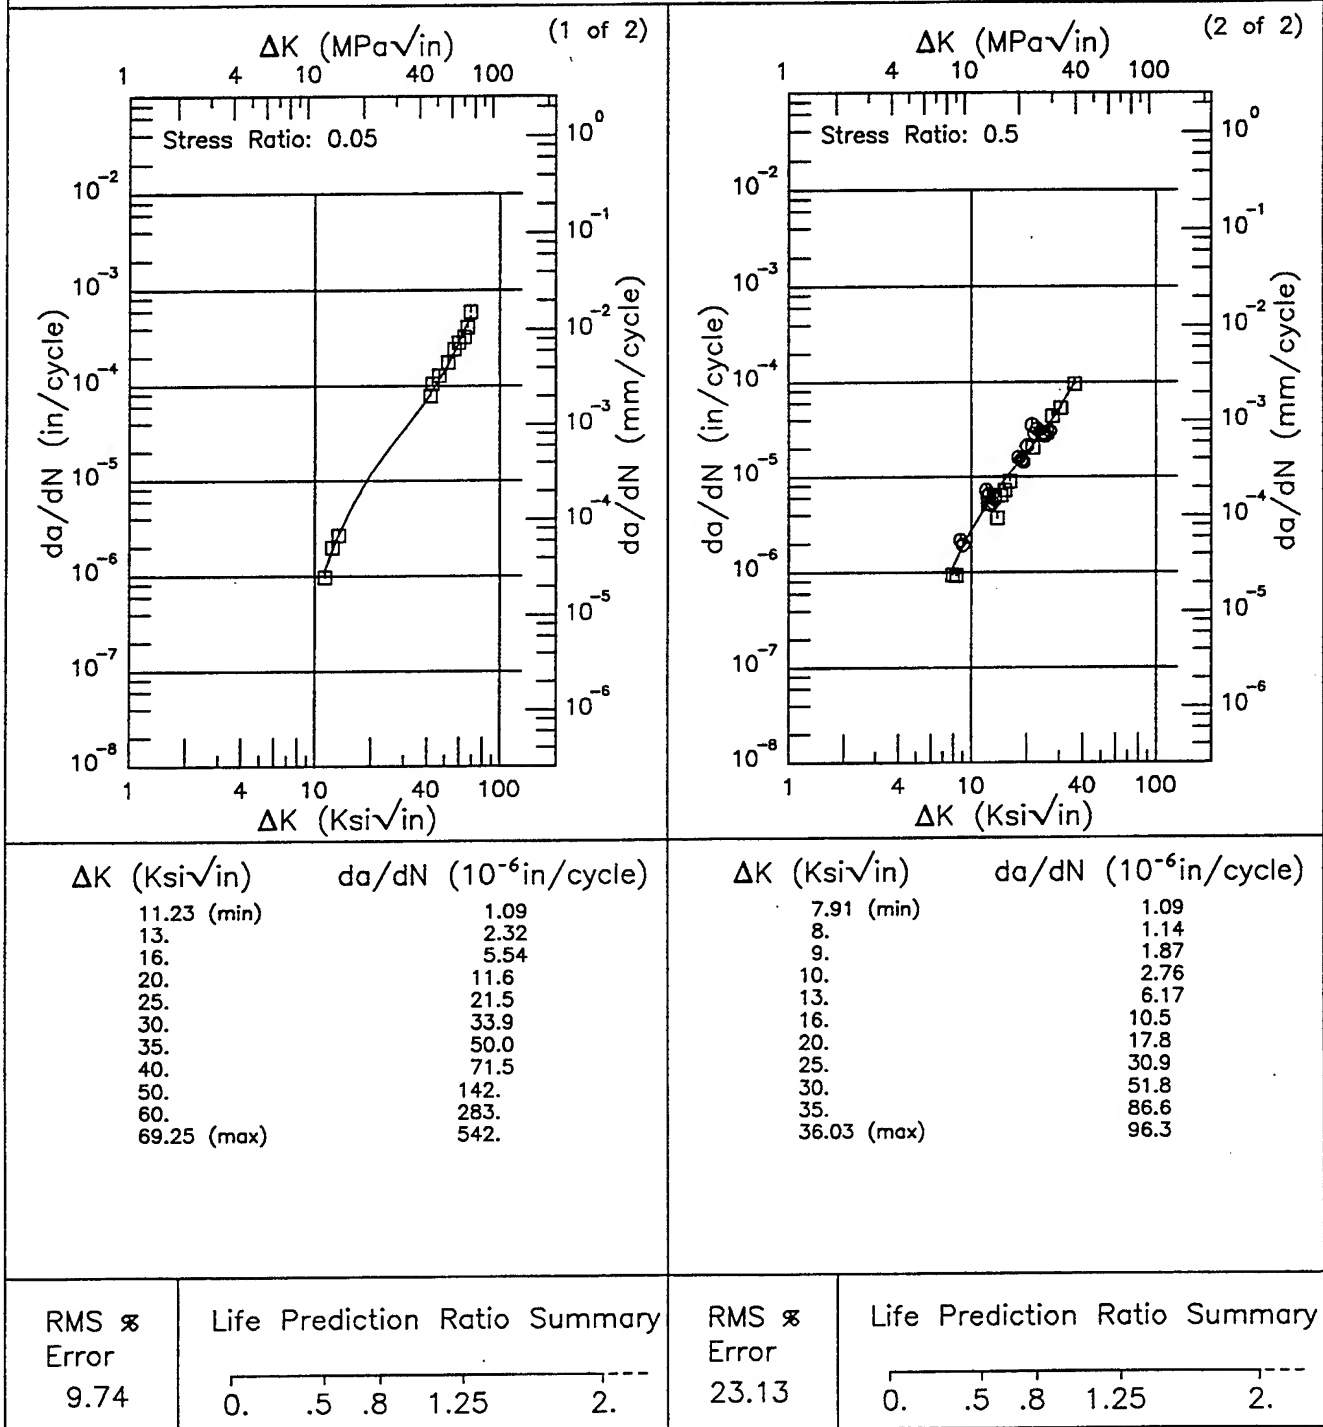 (1 of 2)
ΔK (MPa√in)
1 4 10 40 100
Stress Ratio: 0.05
10⁰
10⁻²
10⁻¹
10⁻³
10⁻²
10⁻⁴
10⁻³
10⁻⁵
10⁻⁴
10⁻⁶
10⁻⁵
10⁻⁷
10⁻⁶
10⁻⁸
da/dN (in/cycle)
da/dN (mm/cycle)
1 4 10 40 100
ΔK (Ksi√in)
ΔK (Ksi√in) da/dN (10⁻⁶in/cycle)
11.23 (min) 1.09
13. 2.32
16. 5.54
20. 11.6
25. 21.5
30. 33.9
35. 50.0
40. 71.5
50. 142.
60. 283.
69.25 (max) 542.
RMS % Error
9.74
Life Prediction Ratio Summary
0. .5 .8 1.25 2.
(2 of 2)
ΔK (MPa√in)
1 4 10 40 100
Stress Ratio: 0.5
10⁰
10⁻²
10⁻¹
10⁻³
10⁻²
10⁻⁴
10⁻³
10⁻⁵
10⁻⁴
10⁻⁶
10⁻⁵
10⁻⁷
10⁻⁶
10⁻⁸
da/dN (in/cycle)
da/dN (mm/cycle)
1 4 10 40 100
ΔK (Ksi√in)
ΔK (Ksi√in) da/dN (10⁻⁶in/cycle)
7.91 (min) 1.09
8. 1.14
9. 1.87
10. 2.76
13. 6.17
16. 10.5
20. 17.8
25. 30.9
30. 51.8
35. 86.6
36.03 (max) 96.3
RMS % Error
23.13
Life Prediction Ratio Summary
0. .5 .8 1.25 2.